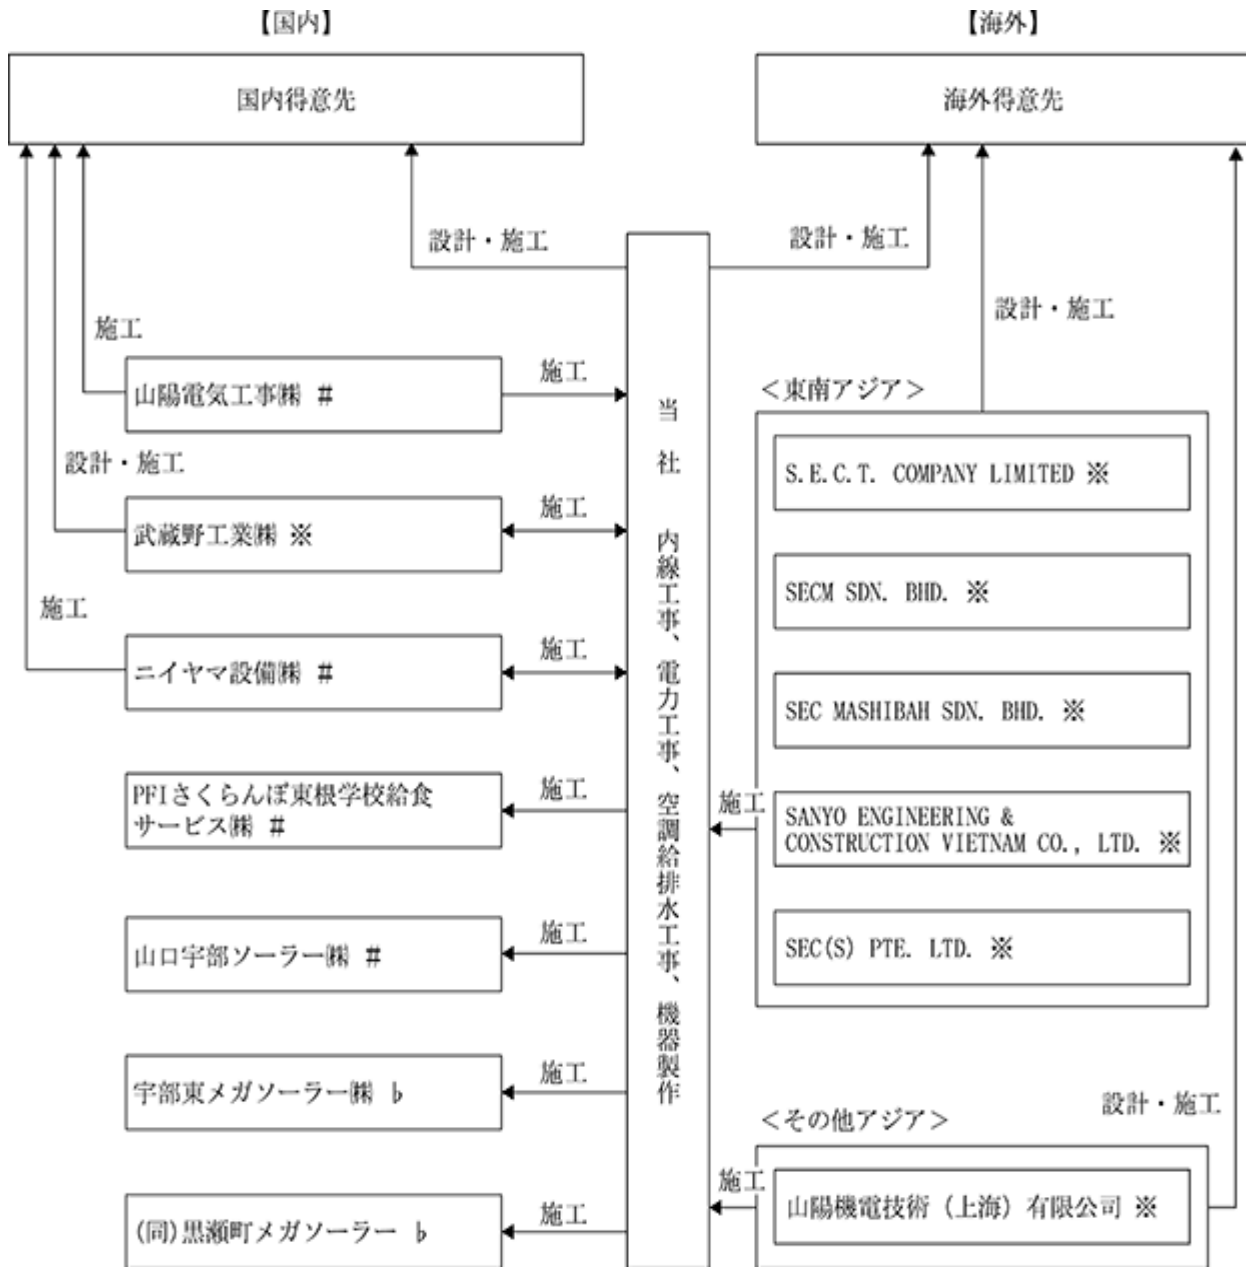 【国内】
【海外】
国内得意先
海外得意先
設計・施工
設計・施工
設計・施工
施工
山陽電気工事㈱ ＃
施工
設計・施工
武蔵野工業㈱ ※
施工
施工
ニイヤマ設備㈱ ＃
施工
PFIさくらんぼ東根学校給食
サービス㈱ ＃
施工
山口宇部ソーラー㈱ ＃
施工
宇部東メガソーラー㈱ ♭
施工
(同)黒瀬町メガソーラー ♭
施工
当社 内線工事、電力工事、空調給排水工事、機器製作
＜東南アジア＞
S.E.C.T. COMPANY LIMITED ※
SECM SDN. BHD. ※
SEC MASHIBAH SDN. BHD. ※
施工
SANYO ENGINEERING &
CONSTRUCTION VIETNAM CO., LTD. ※
SEC(S) PTE. LTD. ※
設計・施工
＜その他アジア＞
施工
山陽機電技術（上海）有限公司 ※